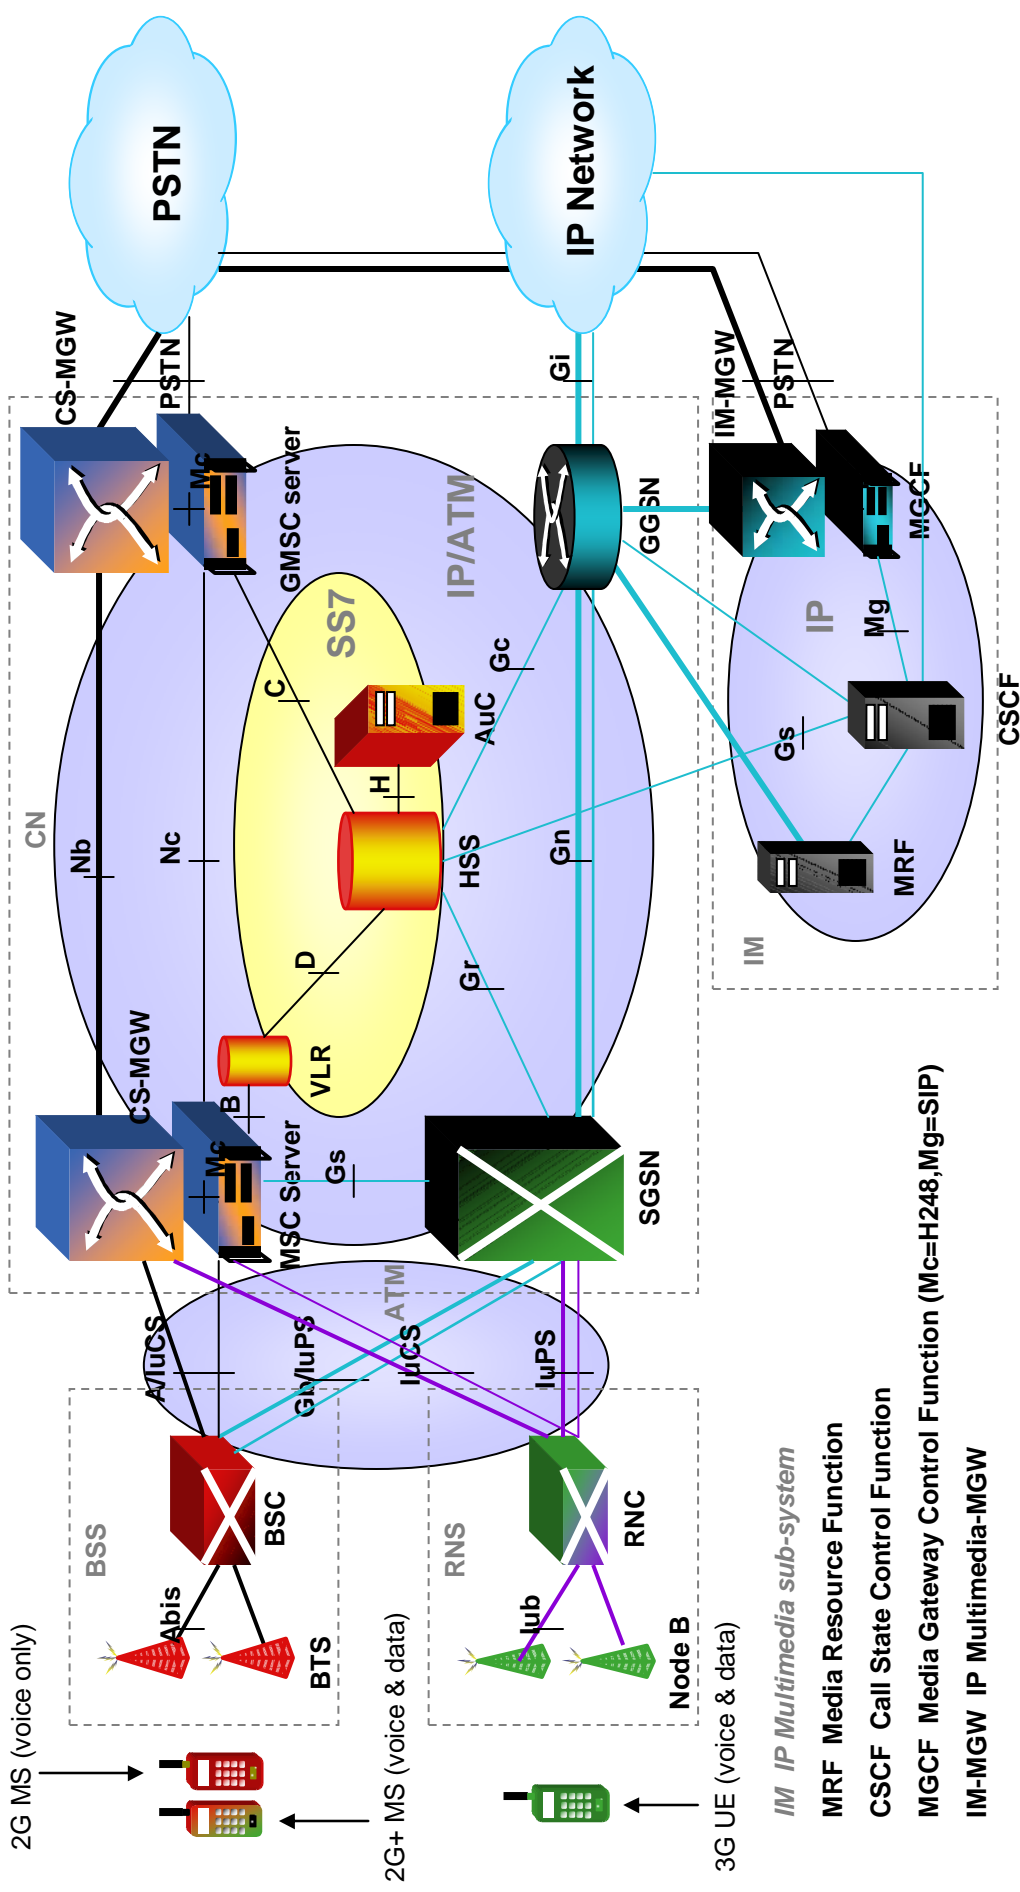 2G MS (voice only)
2G+ MS (voice & data)
3G UE (voice & data)
BSS
Abis
BTS
BSC
RNS
Iub
Node B
RNC
A/IuCS
Gb/IuPS
ATM
IuCS
IuPS
CN
CS-MGW
Mc
MSC Server
Gs
SGSN
B
VLR
Nb
Nc
D
HSS
Gr
Gn
H
AuC
C
SS7
IP/ATM
Gc
CS-MGW
Mc
GMSC server
GGSN
PSTN
Gi
PSTN
IP Network
IM
MRF
Gs
CSCF
IP
Mg
IM-MGW
MGCF
PSTN
IM IP Multimedia sub-system
MRF Media Resource Function
CSCF Call State Control Function
MGCF Media Gateway Control Function (Mc=H248,Mg=SIP)
IM-MGW IP Multimedia-MGW